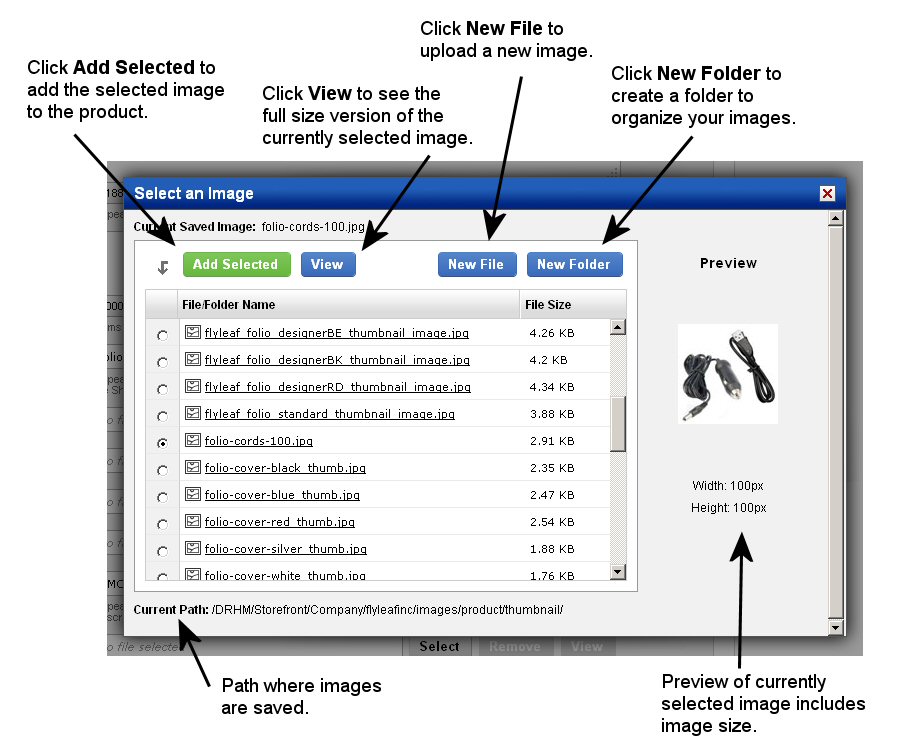 Click New File to
upload a new image.
Click Add Selected to
add the selected image
to the product.
Click View to see the
full size version of the
currently selected image.
Click New Folder to
create a folder to
organize your images.
Select an Image
Current Saved Image: folio-cords-100.jpg
Add Selected View New File New Folder
Preview
File/Folder Name File Size
flyleaf_folio_designerBE_thumbnail_image.jpg 4.26 KB
flyleaf_folio_designerBK_thumbnail_image.jpg 4.2 KB
flyleaf_folio_designerRD_thumbnail_image.jpg 4.34 KB
flyleaf_folio_standard_thumbnail_image.jpg 3.88 KB
folio-cords-100.jpg 2.91 KB
folio-cover-black_thumb.jpg 2.35 KB
folio-cover-blue_thumb.jpg 2.47 KB
folio-cover-red_thumb.jpg 2.54 KB
folio-cover-silver_thumb.jpg 1.88 KB
folio-cover-white_thumb.jpg 1.76 KB
Width: 100px
Height: 100px
Current Path: /DRHM/Storefront/Company/flyleafinc/images/product/thumbnail/
Select Remove View
Path where images
are saved.
Preview of currently
selected image includes
image size.